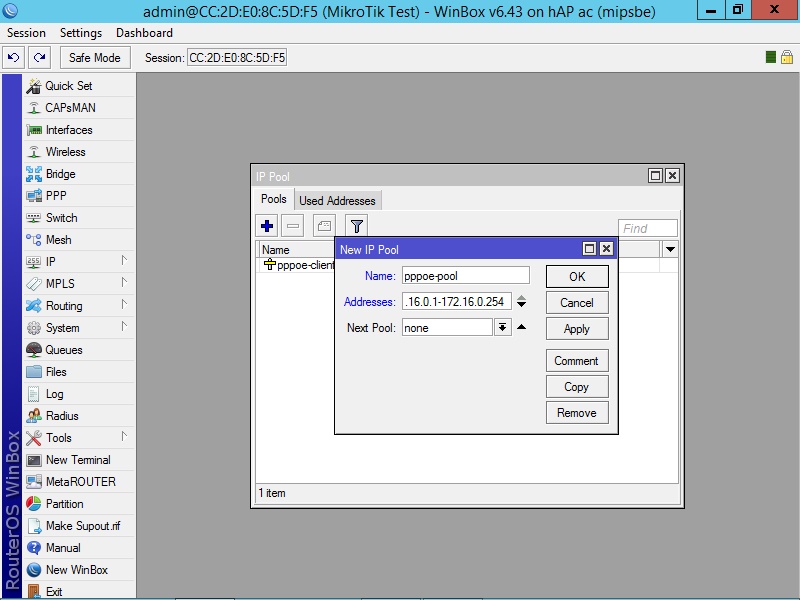 admin@CC:2D:E0:8C:5D:F5 (MikroTik Test) - WinBox v6.43 on hAP ac (mipsbe)
Session Settings Dashboard
Safe Mode Session: CC:2D:E0:8C:5D:F5
Quick Set
CAPsMAN
Interfaces
Wireless
Bridge
PPP
Switch
Mesh
IP
MPLS
Routing
System
Queues
Files
Log
Radius
Tools
New Terminal
MetaROUTER
Partition
Make Supout.rif
Manual
New WinBox
Exit
RouterOS WinBox
IP Pool
Pools Used Addresses
Find
Name
pppoe-client
1 item
New IP Pool
Name: pppoe-pool
Addresses: .16.0.1-172.16.0.254
Next Pool: none
OK
Cancel
Apply
Comment
Copy
Remove